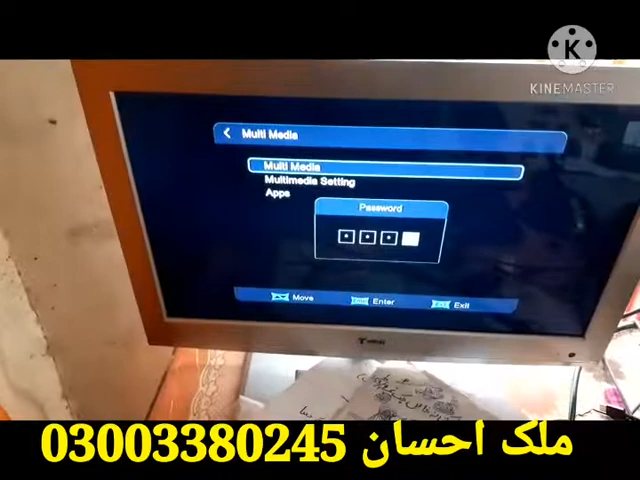 KINEMASTER
Multi Media
Multi Media
Multimedia Setting
Apps
Password
Move Enter Exit
ملک احسان 03003380245